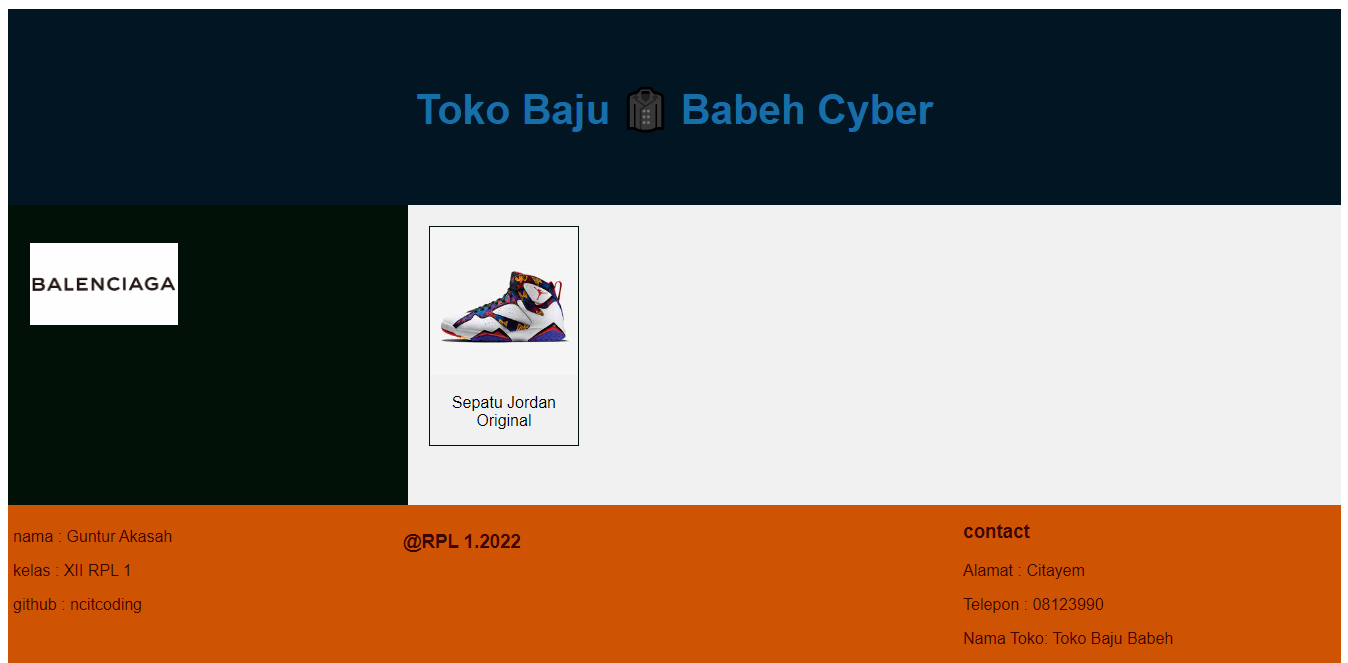 Toko Baju 🧥 Babeh Cyber
BALENCIAGA
Sepatu Jordan
Original
nama : Guntur Akasah
kelas : XII RPL 1
github : ncitcoding
@RPL 1.2022
contact
Alamat : Citayem
Telepon : 08123990
Nama Toko: Toko Baju Babeh